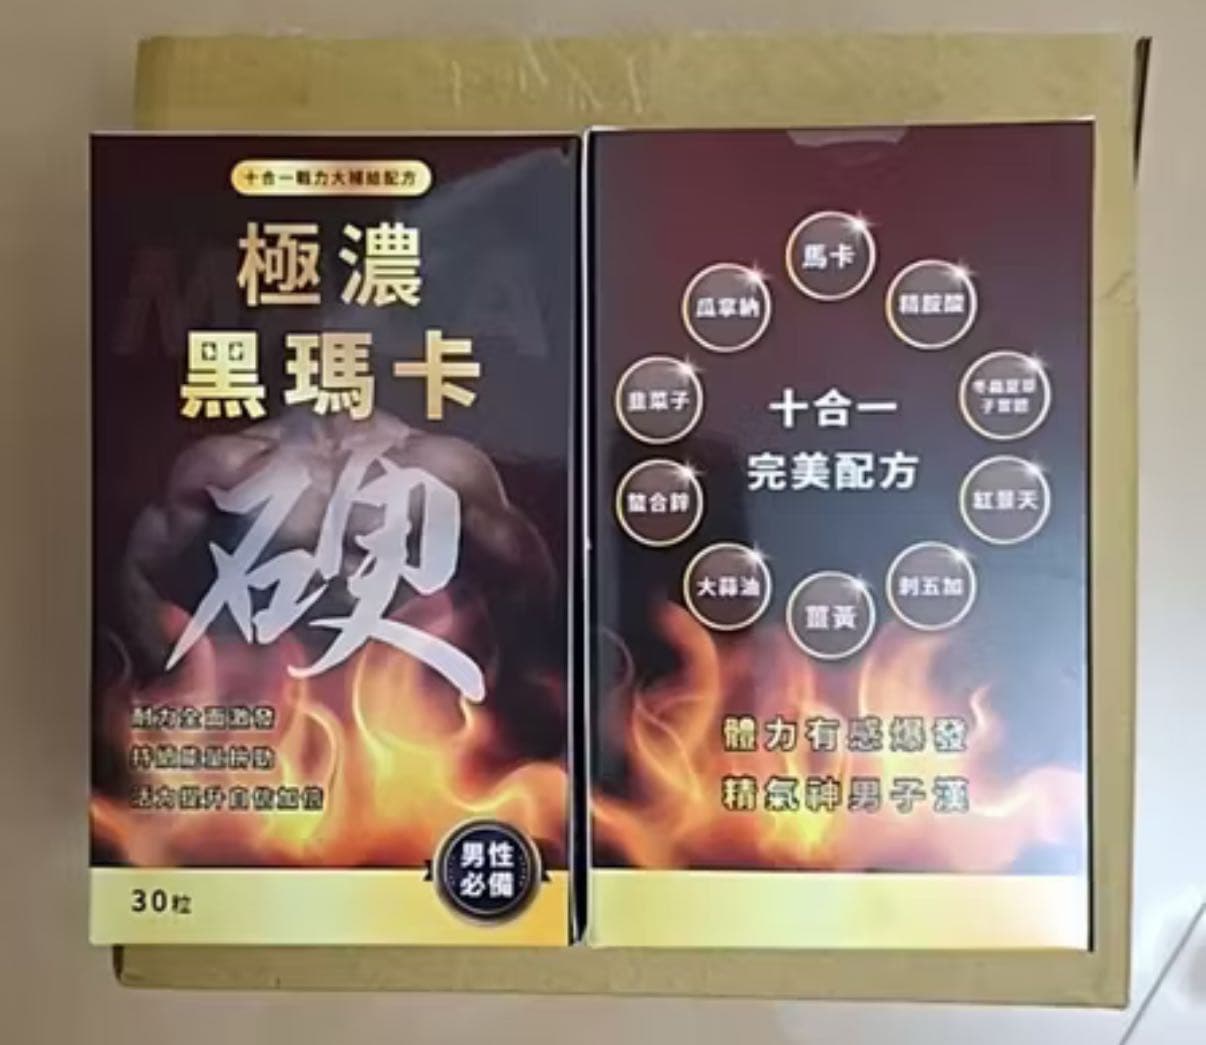 十合一戰力大補給配方
極濃
黑瑪卡
硬
耐力全面激發
持續能量拚勁
活力提升自信加倍
男性
必備
30粒
馬卡
瓜拿納
精胺酸
韭菜子
冬蟲夏草
子實體
十合一
完美配方
螯合鋅
紅景天
大蒜油
刺五加
薑黃
體力有感爆發
精氣神男子漢